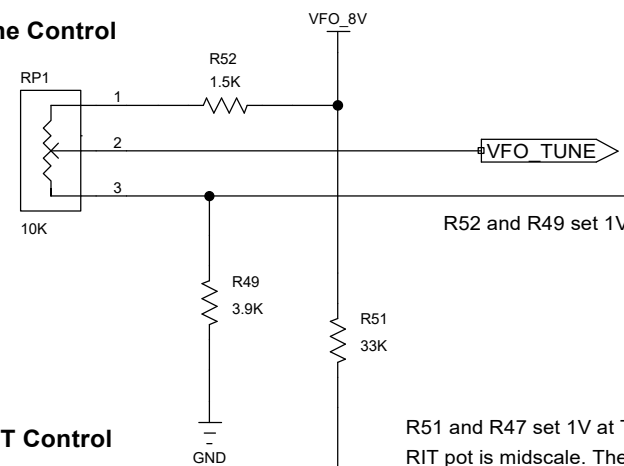 VFO_8V
ne Control
R52
1.5K
RP1
1
2
VFO_TUNE
3
10K
R52 and R49 set 1V
R49
3.9K
R51
33K
R51 and R47 set 1V at T
T Control
GND
RIT pot is midscale. The